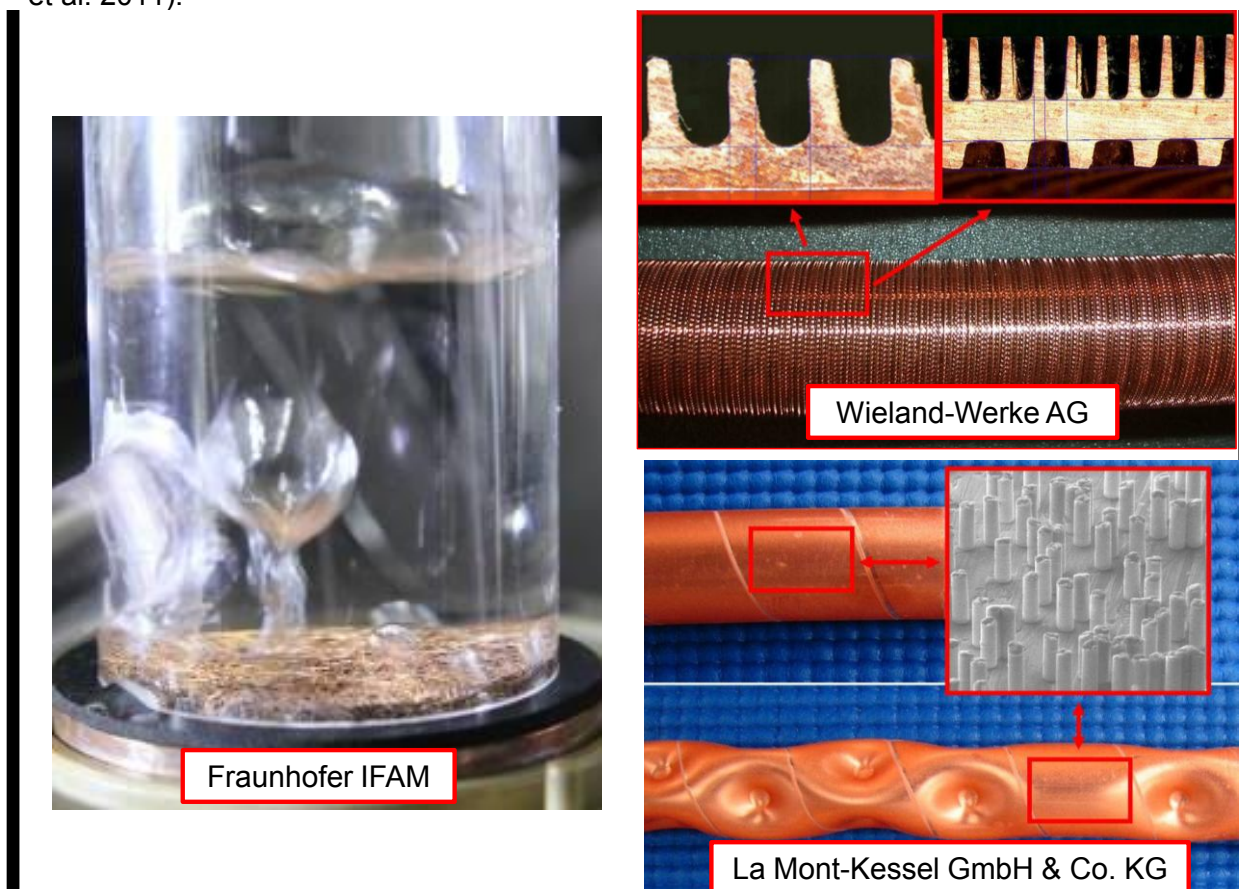 et al. 2011).
Wieland-Werke AG
Fraunhofer IFAM
La Mont-Kessel GmbH & Co. KG